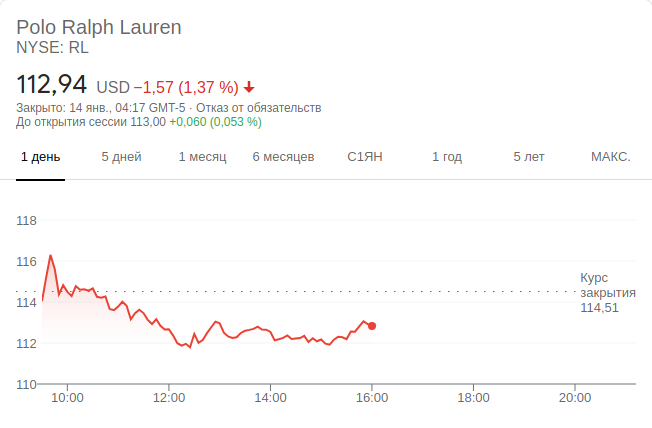 Polo Ralph Lauren
NYSE: RL
112,94 USD −1,57 (1,37 %)
Закрыто: 14 янв., 04:17 GMT-5 · Отказ от обязательств
До открытия сессии 113,00 +0,060 (0,053 %)
1 день 5 дней 1 месяц 6 месяцев С1ЯН 1 год 5 лет МАКС.
118
116
Курс
закрытия
114,51
114
112
110
10:00 12:00 14:00 16:00 18:00 20:00